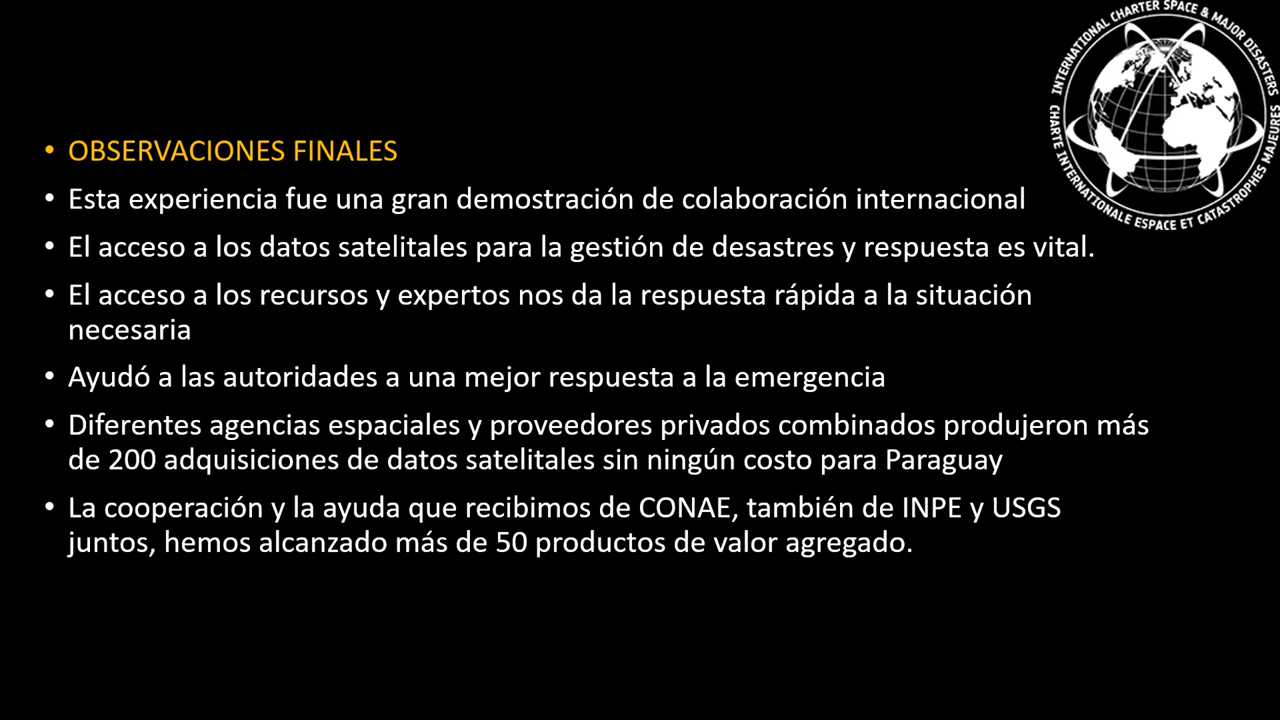 INTERNATIONAL CHARTER SPACE & MAJOR DISASTERS
CHARTE INTERNATIONALE ESPACE ET CATASTROPHES MAJEURES
• OBSERVACIONES FINALES
• Esta experiencia fue una gran demostración de colaboración internacional
• El acceso a los datos satelitales para la gestión de desastres y respuesta es vital.
• El acceso a los recursos y expertos nos da la respuesta rápida a la situación
necesaria
• Ayudó a las autoridades a una mejor respuesta a la emergencia
• Diferentes agencias espaciales y proveedores privados combinados produjeron más
de 200 adquisiciones de datos satelitales sin ningún costo para Paraguay
• La cooperación y la ayuda que recibimos de CONAE, también de INPE y USGS
juntos, hemos alcanzado más de 50 productos de valor agregado.